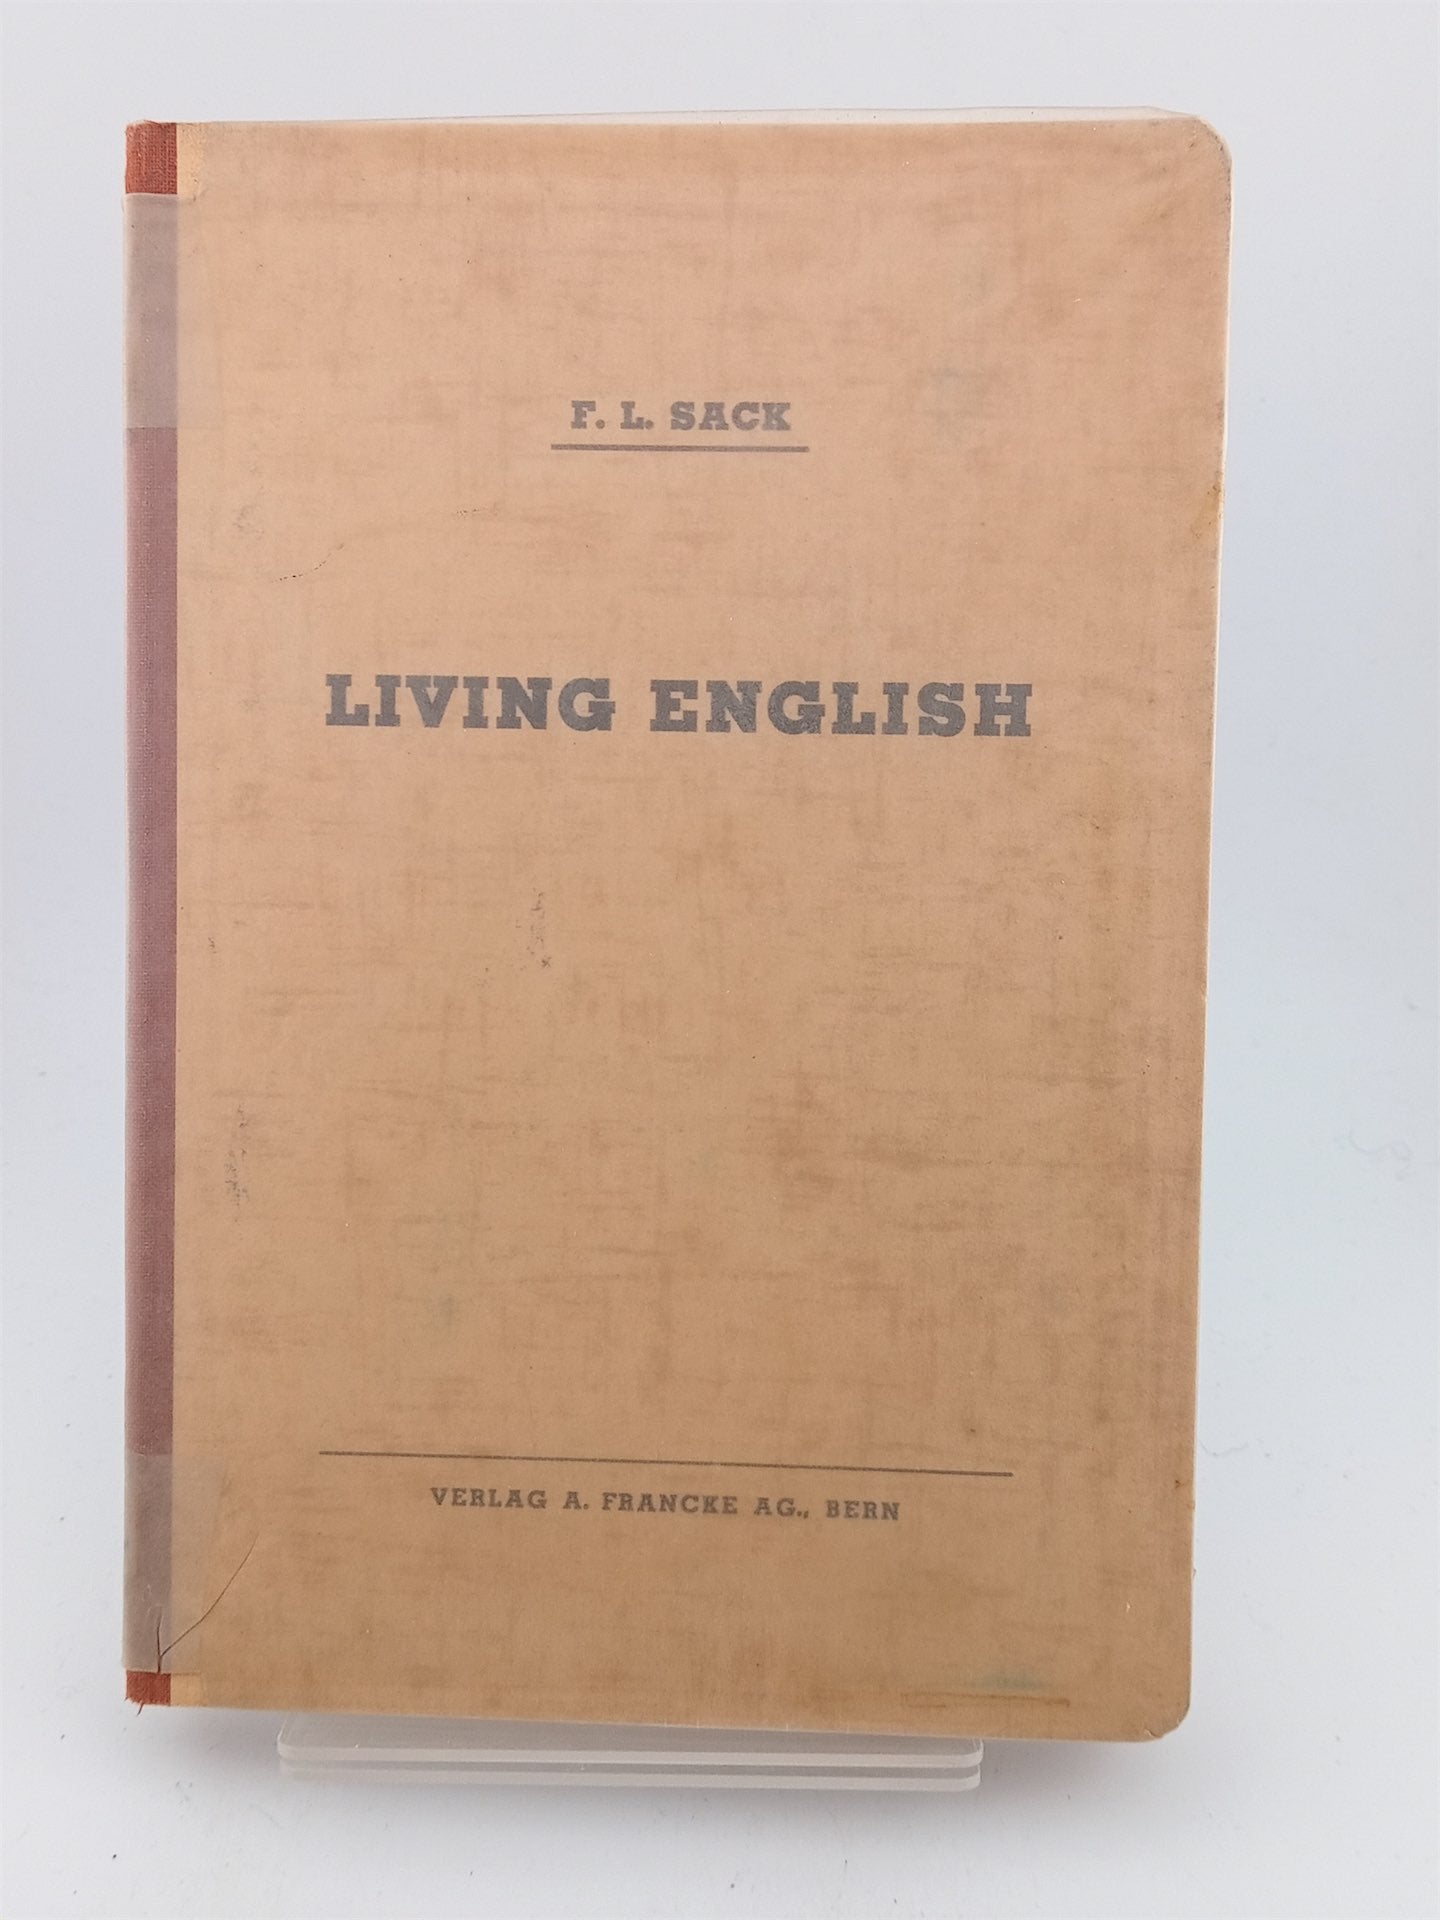 F. L. SACK
LIVING ENGLISH
VERLAG A. FRANCKE AG., BERN